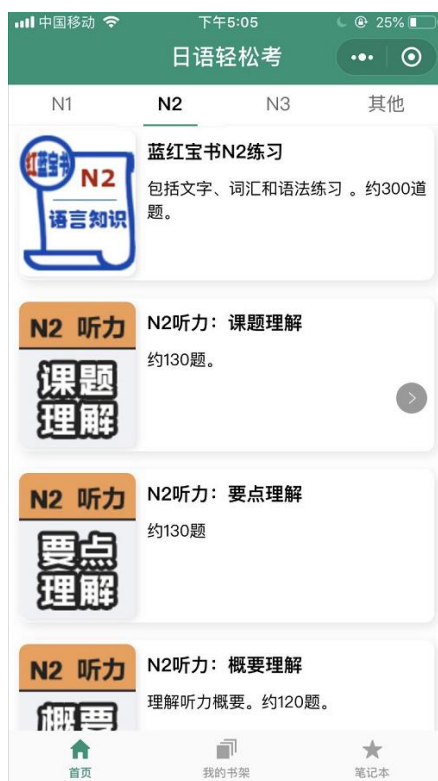 中国移动
下午5:05
25%
日语轻松考
N1
N2
N3
其他
红蓝宝书
N2
语言知识
蓝红宝书N2练习
包括文字、词汇和语法练习 。约300道
题。
N2 听力
课题
理解
N2听力：课题理解
约130题。
N2 听力
要点
理解
N2听力：要点理解
约130题
N2 听力
概要
N2听力：概要理解
理解听力概要。约120题。
首页
我的书架
笔记本